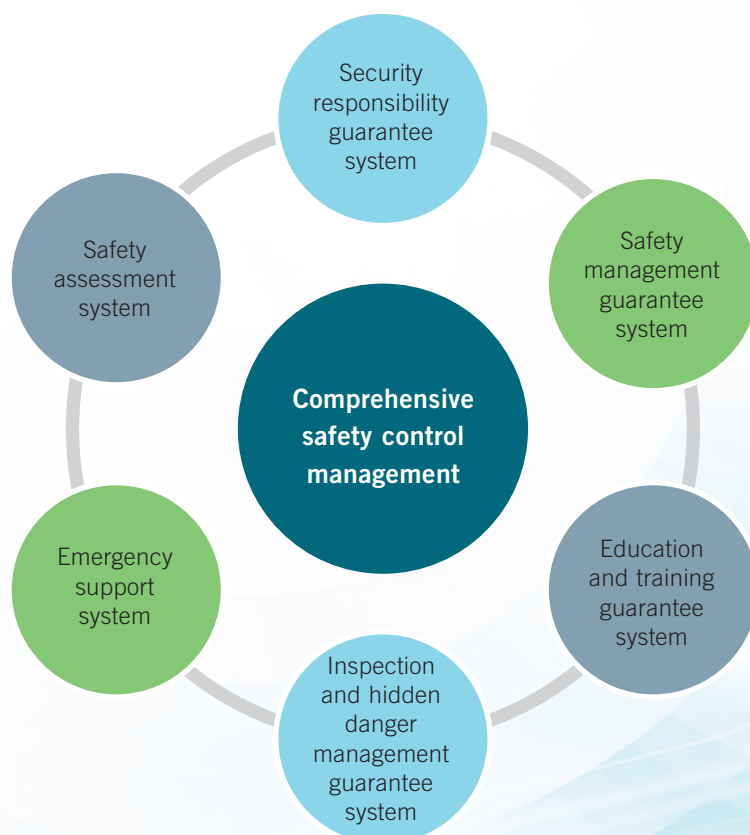 Security
responsibility
guarantee
system
Safety
management
guarantee
system
Education
and training
guarantee
system
Inspection
and hidden
danger
management
guarantee
system
Emergency
support
system
Safety
assessment
system
Comprehensive
safety control
management